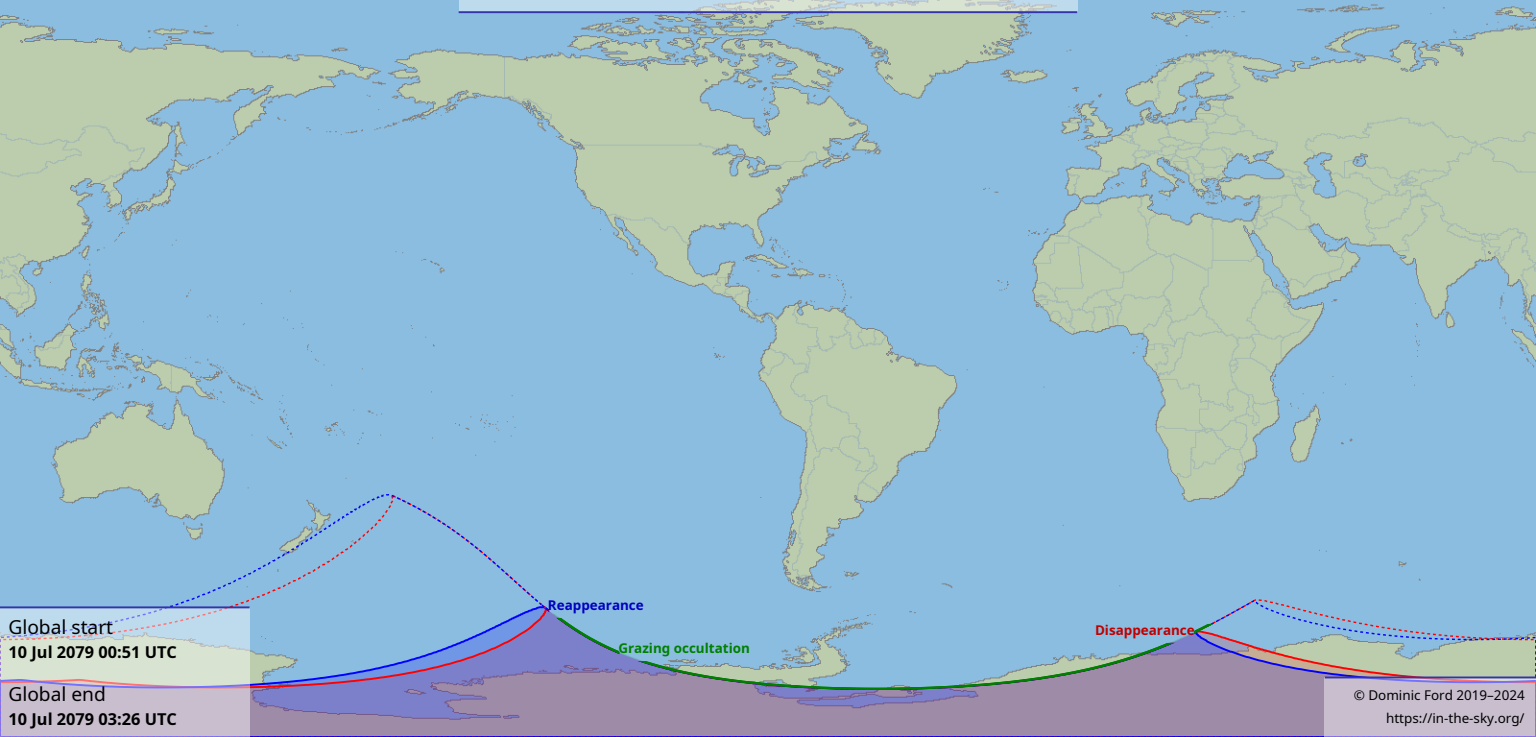 Reappearance
Disappearance
Grazing occultation
Global start
10 Jul 2079 00:51 UTC
Global end
10 Jul 2079 03:26 UTC
© Dominic Ford 2019–2024
https://in-the-sky.org/